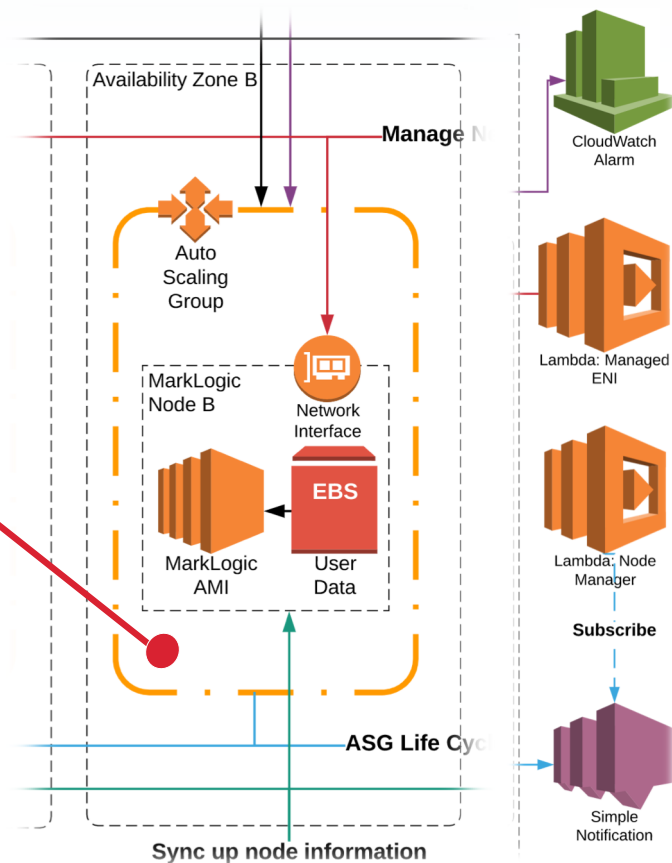 Availability Zone B
CloudWatch
Alarm
Manage
Auto
Scaling
Group
Lambda: Managed
ENI
MarkLogic
Node B
Network
Interface
EBS
MarkLogic
AMI
User
Data
Lambda: Node
Manager
Subscribe
ASG Life Cyc
Simple
Notification
Sync up node information